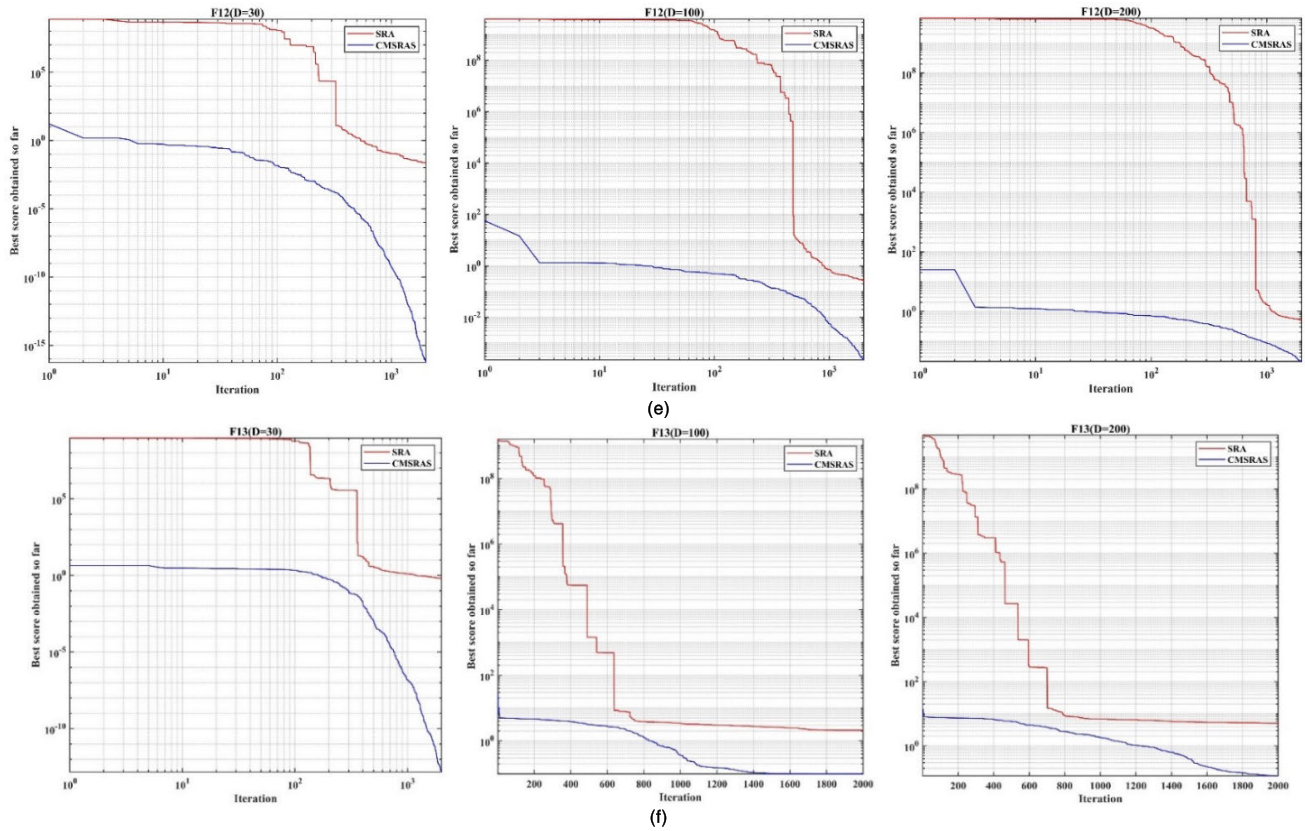 F12(D=30)
SRA
CMSRAS
Best score obtained so far
10^5
10^0
10^-5
10^-10
10^-15
10^0 10^1 10^2 10^3
Iteration
F12(D=100)
SRA
CMSRAS
Best score obtained so far
10^8
10^6
10^4
10^2
10^0
10^-2
10^0 10^1 10^2 10^3
Iteration
F12(D=200)
SRA
CMSRAS
Best score obtained so far
10^8
10^6
10^4
10^2
10^0
10^0 10^1 10^2 10^3
Iteration
(e)
F13(D=30)
SRA
CMSRAS
Best score obtained so far
10^5
10^0
10^-5
10^-10
10^0 10^1 10^2 10^3
Iteration
F13(D=100)
SRA
CMSRAS
Best score obtained so far
10^8
10^6
10^4
10^2
10^0
200 400 600 800 1000 1200 1400 1600 1800 2000
Iteration
F13(D=200)
SRA
CMSRAS
Best score obtained so far
10^8
10^6
10^4
10^2
10^0
200 400 600 800 1000 1200 1400 1600 1800 2000
Iteration
(f)